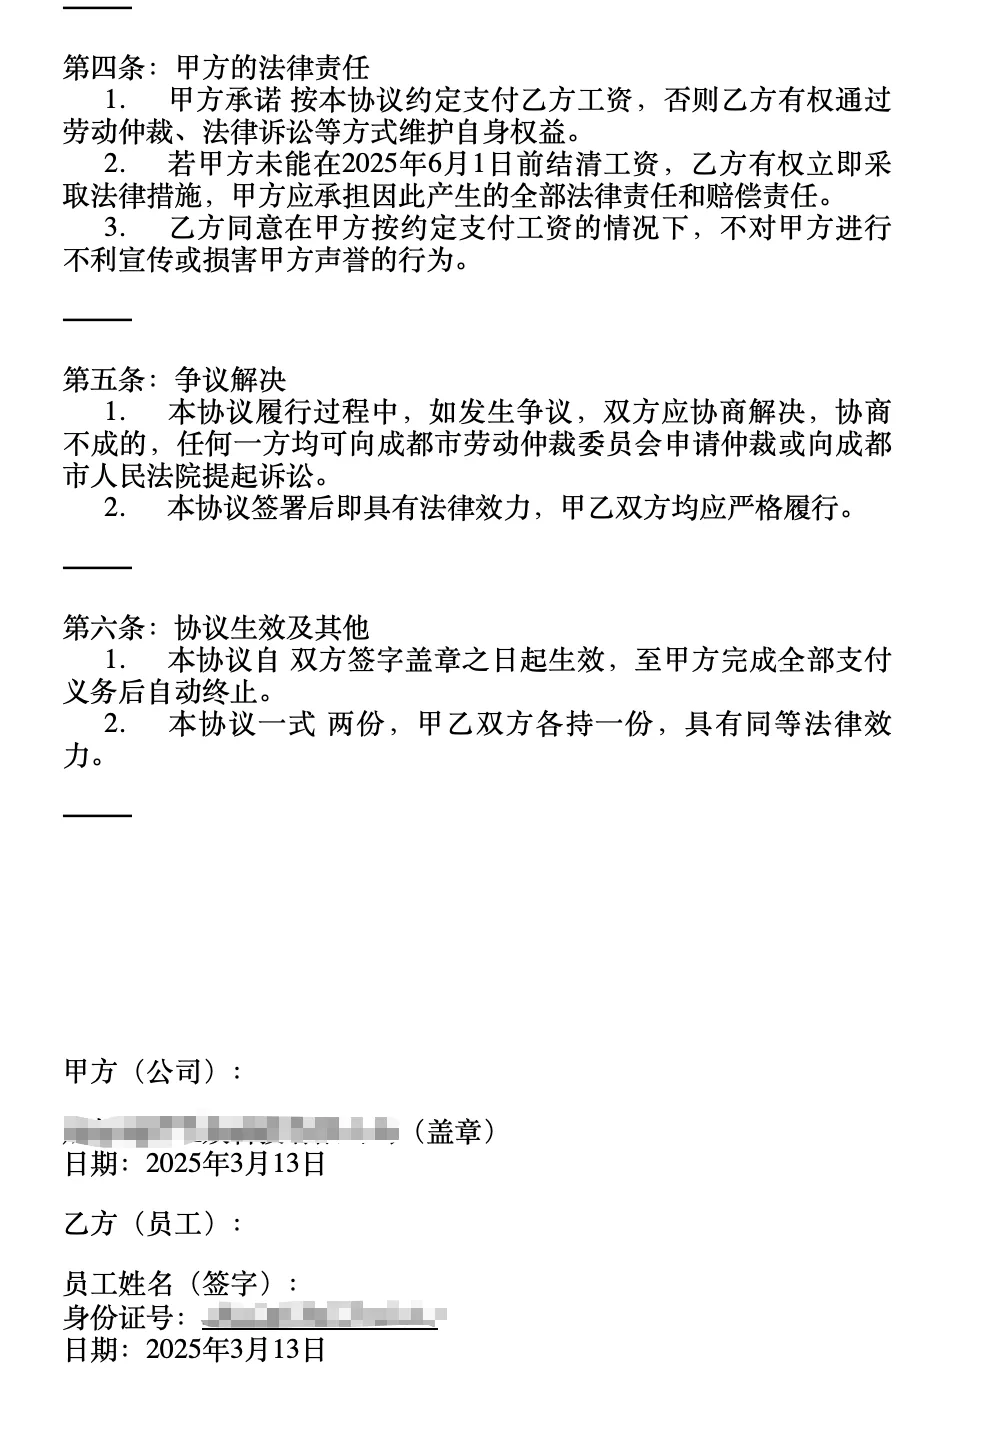 第四条：甲方的法律责任
1. 甲方承诺 按本协议约定支付乙方工资，否则乙方有权通过
劳动仲裁、法律诉讼等方式维护自身权益。
2. 若甲方未能在2025年6月1日前结清工资，乙方有权立即采
取法律措施，甲方应承担因此产生的全部法律责任和赔偿责任。
3. 乙方同意在甲方按约定支付工资的情况下，不对甲方进行
不利宣传或损害甲方声誉的行为。
第五条：争议解决
1. 本协议履行过程中，如发生争议，双方应协商解决，协商
不成的，任何一方均可向成都市劳动仲裁委员会申请仲裁或向成都
市人民法院提起诉讼。
2. 本协议签署后即具有法律效力，甲乙双方均应严格履行。
第六条：协议生效及其他
1. 本协议自 双方签字盖章之日起生效，至甲方完成全部支付
义务后自动终止。
2. 本协议一式 两份，甲乙双方各持一份，具有同等法律效
力。
甲方（公司）：
（盖章）
日期：2025年3月13日
乙方（员工）：
员工姓名（签字）：
身份证号：
日期：2025年3月13日